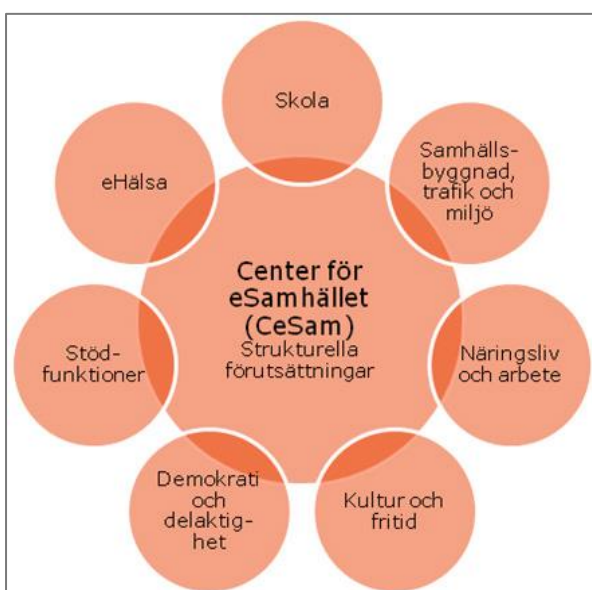 Skola
Samhälls-
byggnad,
trafik och
miljö
eHälsa
Center för
eSamhället
(CeSam)
Strukturella
förutsättningar
Stöd-
funktioner
Näringsliv
och arbete
Demokrati
och
delaktig-
het
Kultur och
fritid